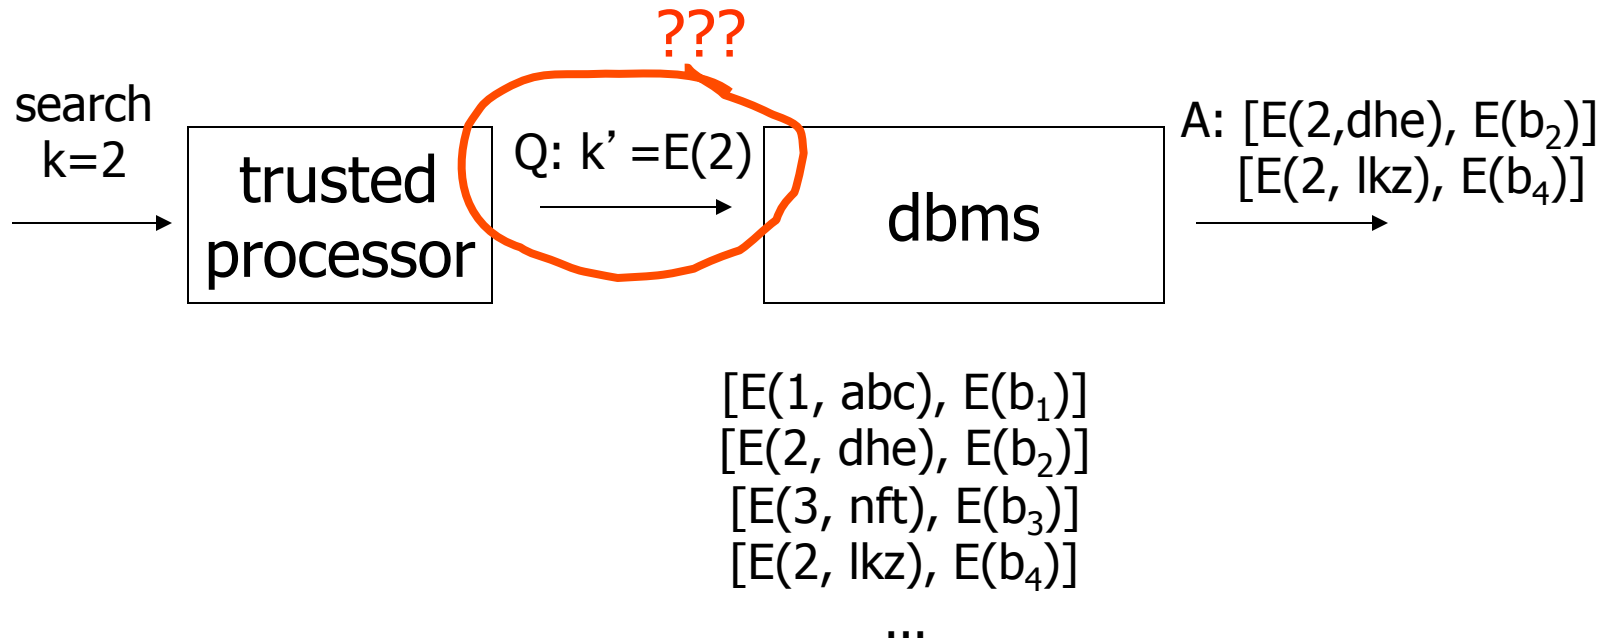 ???
search
k=2
trusted
processor
Q: k’ =E(2)
dbms
A: [E(2,dhe), E(b₂)]
[E(2, lkz), E(b₄)]
[E(1, abc), E(b₁)]
[E(2, dhe), E(b₂)]
[E(3, nft), E(b₃)]
[E(2, lkz), E(b₄)]
...